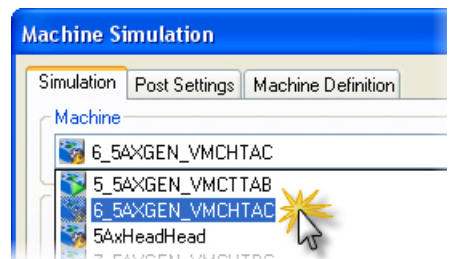 Machine Simulation
Simulation Post Settings Machine Definition
Machine
6_5AXGEN_VMCHTAC
5_5AXGEN_VMCTTAB
6_5AXGEN_VMCHTAC
5AxHeadHead